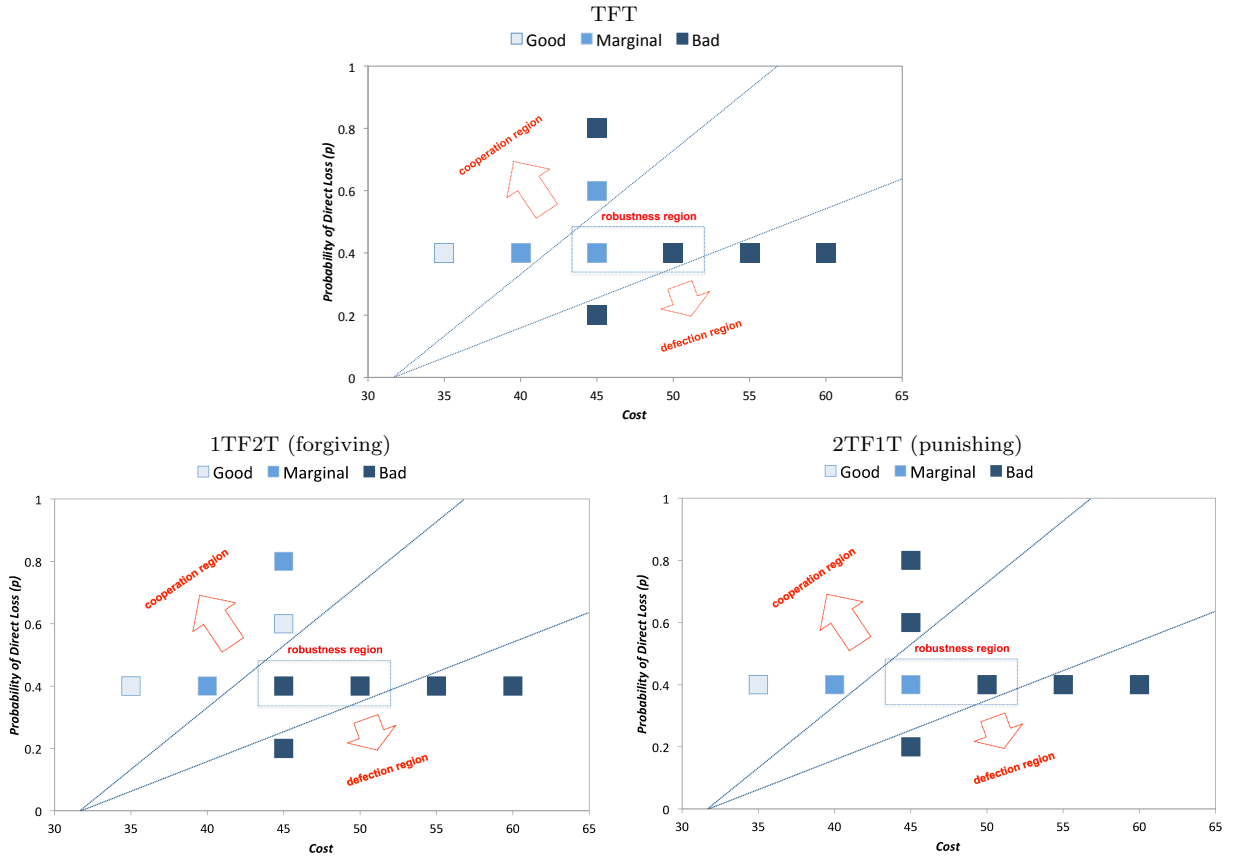 TFT
Good Marginal Bad
1
0.8
0.6
0.4
0.2
0
Probability of Direct Loss (p)
cooperation region
robustness region
defection region
30 35 40 45 50 55 60 65
Cost
1TF2T (forgiving)
Good Marginal Bad
1
0.8
0.6
0.4
0.2
0
Probability of Direct Loss (p)
cooperation region
robustness region
defection region
30 35 40 45 50 55 60 65
Cost
2TF1T (punishing)
Good Marginal Bad
1
0.8
0.6
0.4
0.2
0
Probability of Direct Loss (p)
cooperation region
robustness region
defection region
30 35 40 45 50 55 60 65
Cost